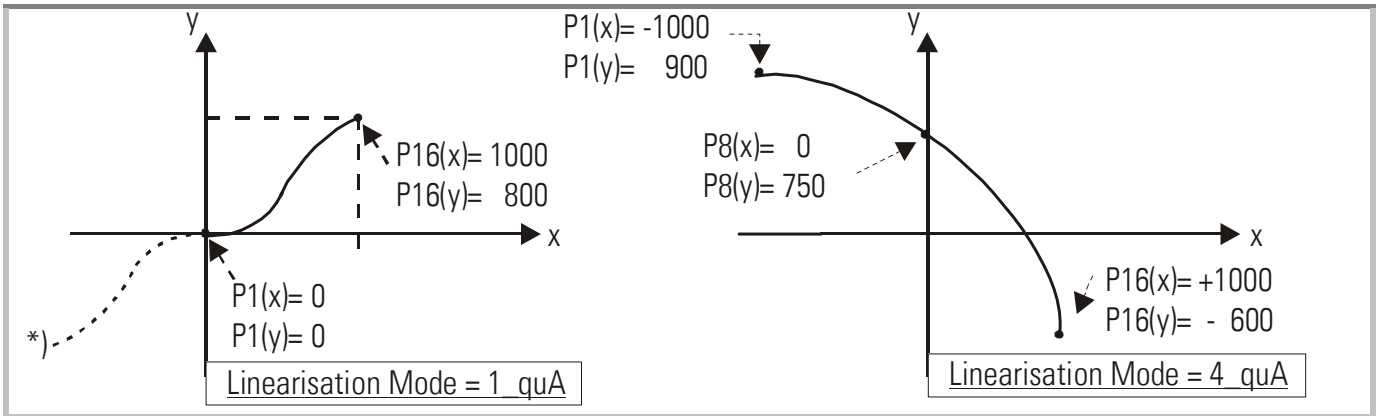 y
P16(x)= 1000
P16(y)= 800
x
P1(x)= 0
P1(y)= 0
*)
Linearisation Mode = 1_quA
P1(x)= -1000
P1(y)= 900
y
P8(x)= 0
P8(y)= 750
x
P16(x)= +1000
P16(y)= - 600
Linearisation Mode = 4_quA